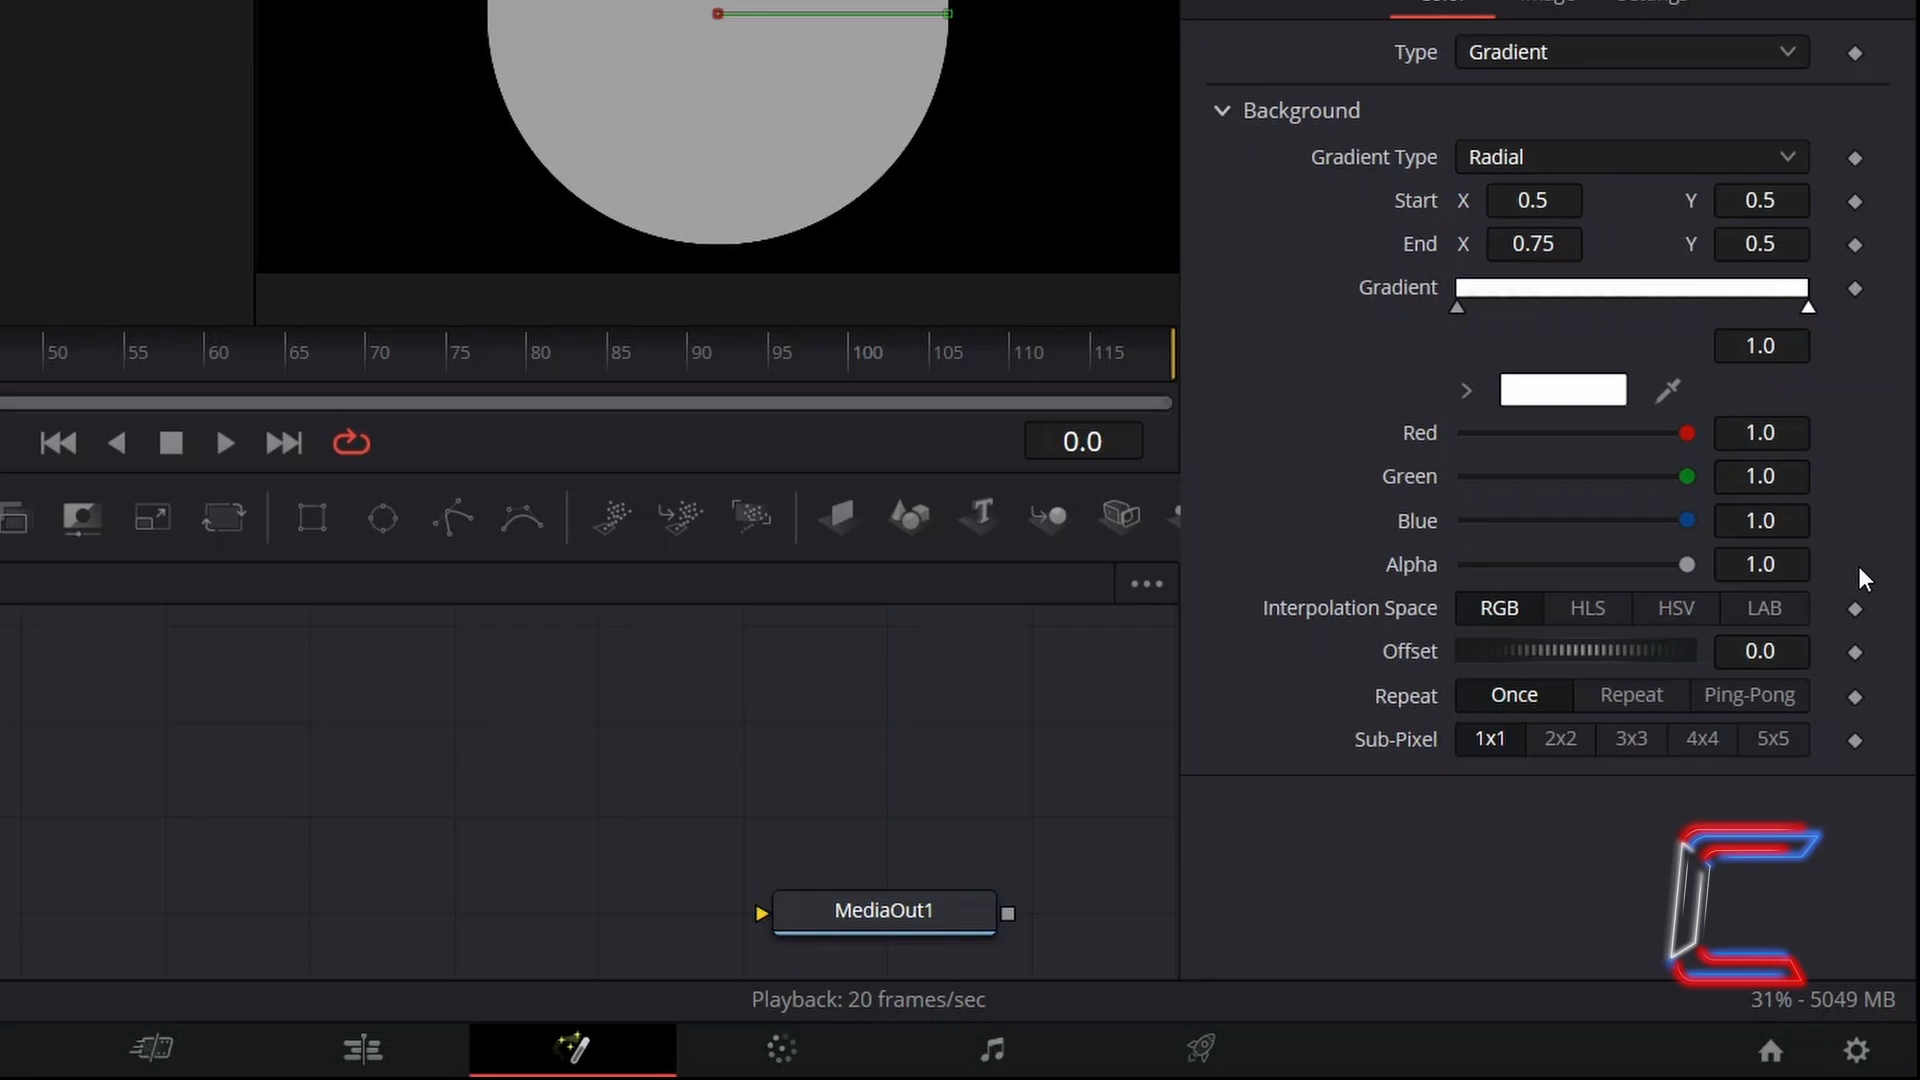 Type Gradient
Background
Gradient Type Radial
Start X 0.5 Y 0.5
End X 0.75 Y 0.5
Gradient
1.0
Red 1.0
Green 1.0
Blue 1.0
Alpha 1.0
Interpolation Space RGB HLS HSV LAB
Offset 0.0
Repeat Once Repeat Ping-Pong
Sub-Pixel 1x1 2x2 3x3 4x4 5x5
50 55 60 65 70 75 80 85 90 95 100 105 110 115
0.0
MediaOut1
Playback: 20 frames/sec
31% - 5049 MB